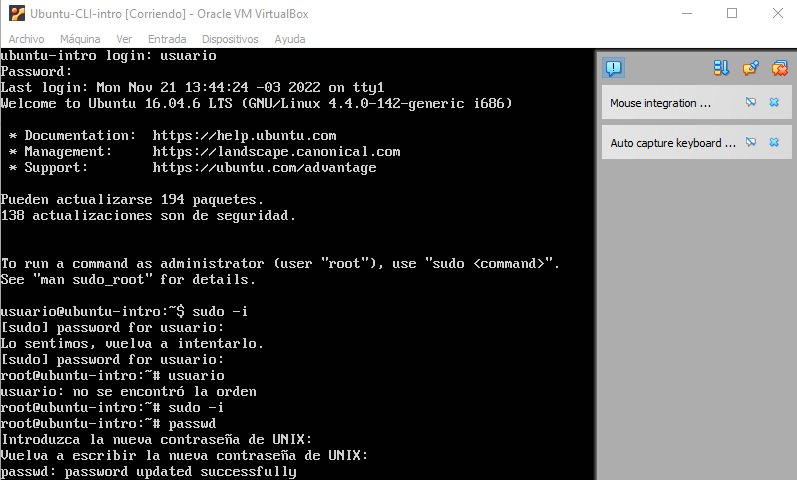 Ubuntu-CLI-intro [Corriendo] - Oracle VM VirtualBox
Archivo Máquina Ver Entrada Dispositivos Ayuda
ubuntu-intro login: usuario
Password:
Last login: Mon Nov 21 13:44:24 -03 2022 on tty1
Welcome to Ubuntu 16.04.6 LTS (GNU/Linux 4.4.0-142-generic i686)
* Documentation: https://help.ubuntu.com
* Management: https://landscape.canonical.com
* Support: https://ubuntu.com/advantage
Pueden actualizarse 194 paquetes.
138 actualizaciones son de seguridad.
To run a command as administrator (user "root"), use "sudo <command>".
See "man sudo_root" for details.
usuario@ubuntu-intro:~$ sudo -i
[sudo] password for usuario:
Lo sentimos, vuelva a intentarlo.
[sudo] password for usuario:
root@ubuntu-intro:~# usuario
usuario: no se encontró la orden
root@ubuntu-intro:~# sudo -i
root@ubuntu-intro:~# passwd
Introduzca la nueva contraseña de UNIX:
Vuelva a escribir la nueva contraseña de UNIX:
passwd: password updated successfully
Mouse integration ...
Auto capture keyboard ...